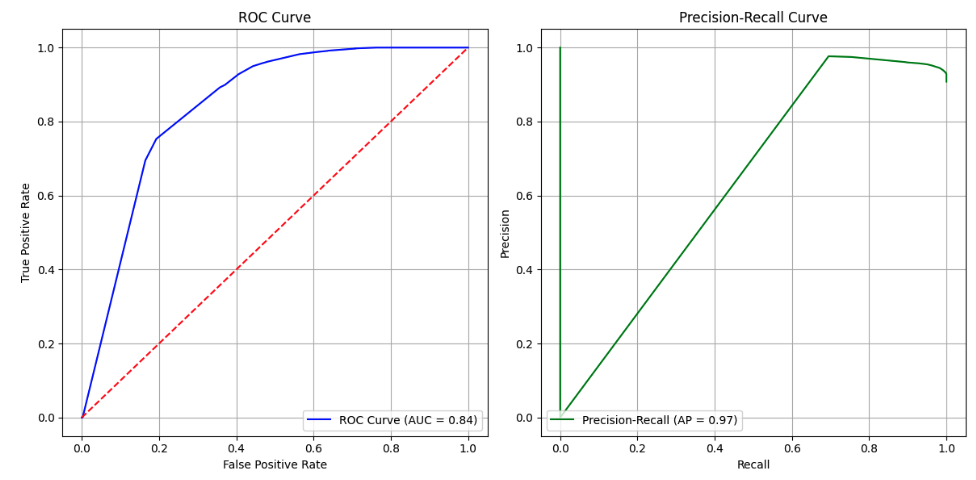 ROC Curve
1.0
0.8
0.6
0.4
0.2
0.0
True Positive Rate
0.0 0.2 0.4 0.6 0.8 1.0
False Positive Rate
ROC Curve (AUC = 0.84)
Precision-Recall Curve
1.0
0.8
0.6
0.4
0.2
0.0
Precision
0.0 0.2 0.4 0.6 0.8 1.0
Recall
Precision-Recall (AP = 0.97)